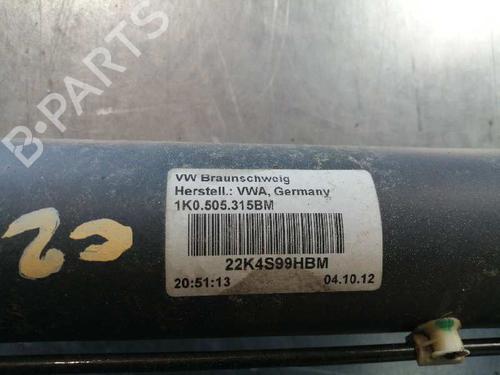 B-PARTS
VW Braunschweig
Herstell.: VWA, Germany
1K0.505.315BM
22K4S99HBM
20:51:13 04.10.12